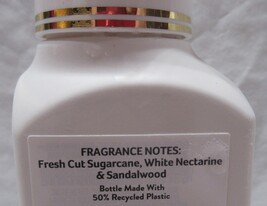 FRAGRANCE NOTES:
Fresh Cut Sugarcane, White Nectarine
& Sandalwood
Bottle Made With
50% Recycled Plastic